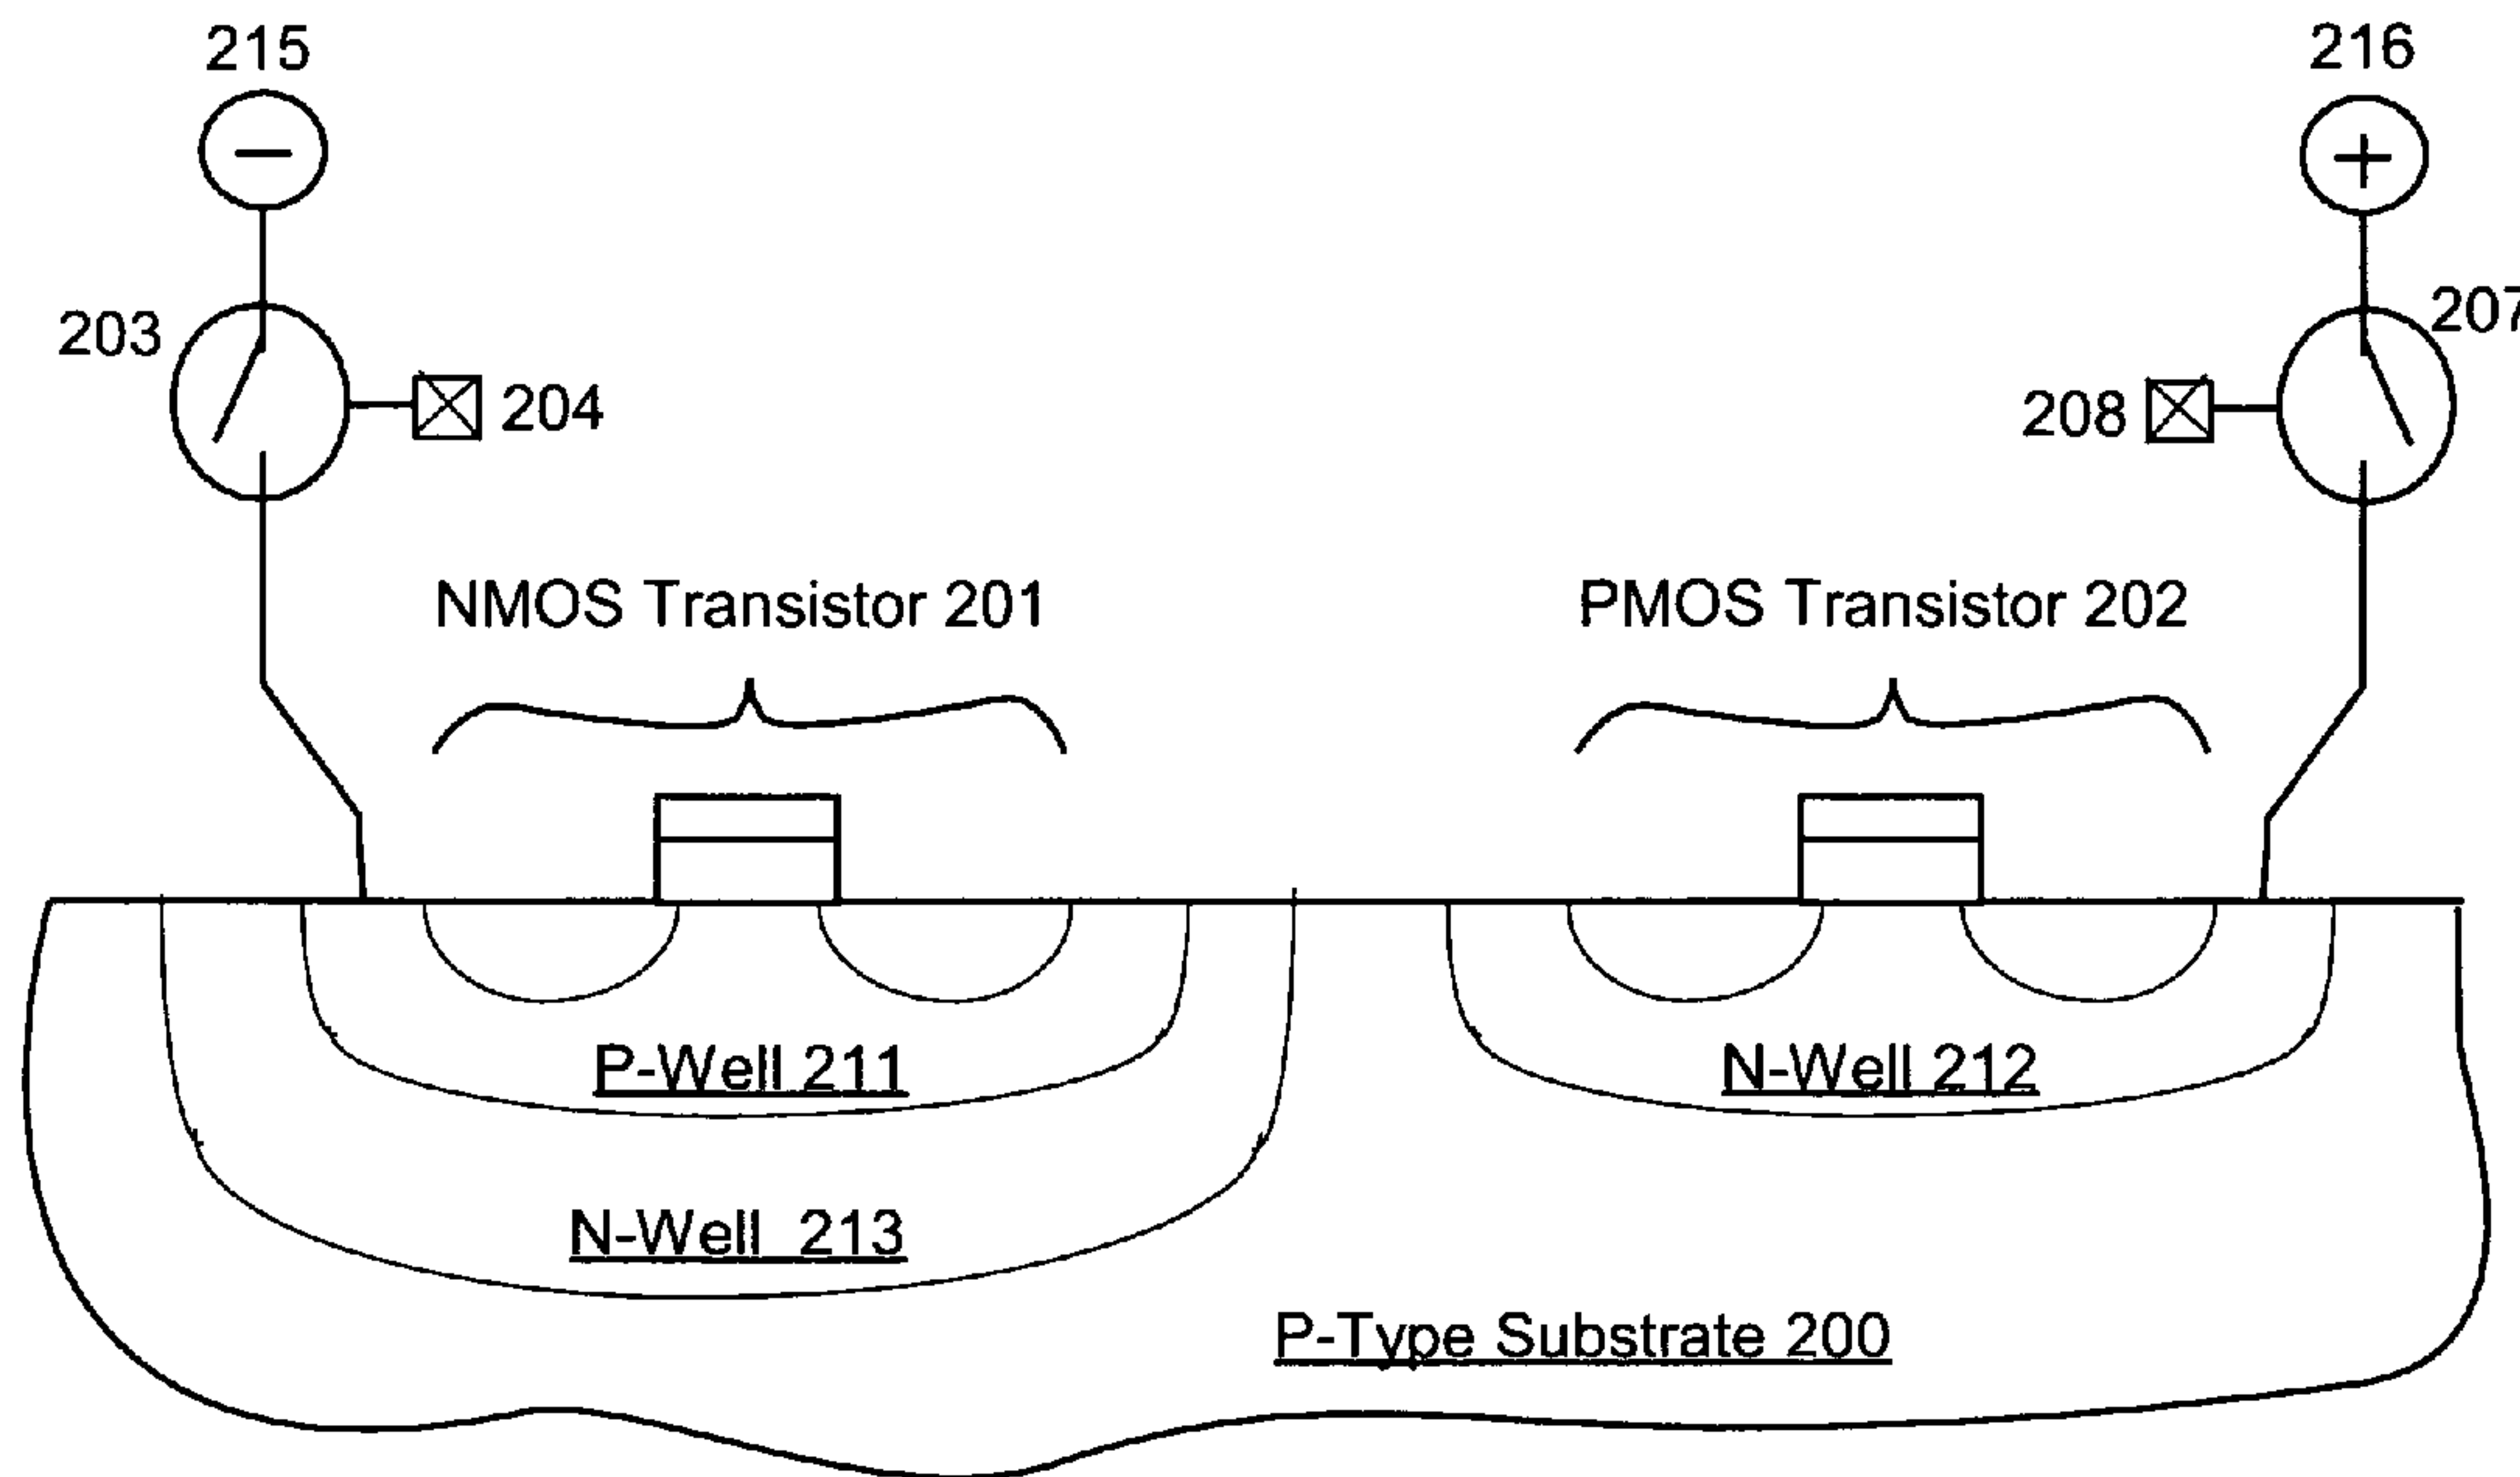 215
216
203
207
204
208
NMOS Transistor 201
PMOS Transistor 202
P-Well 211
N-Well 212
N-Well 213
P-Type Substrate 200